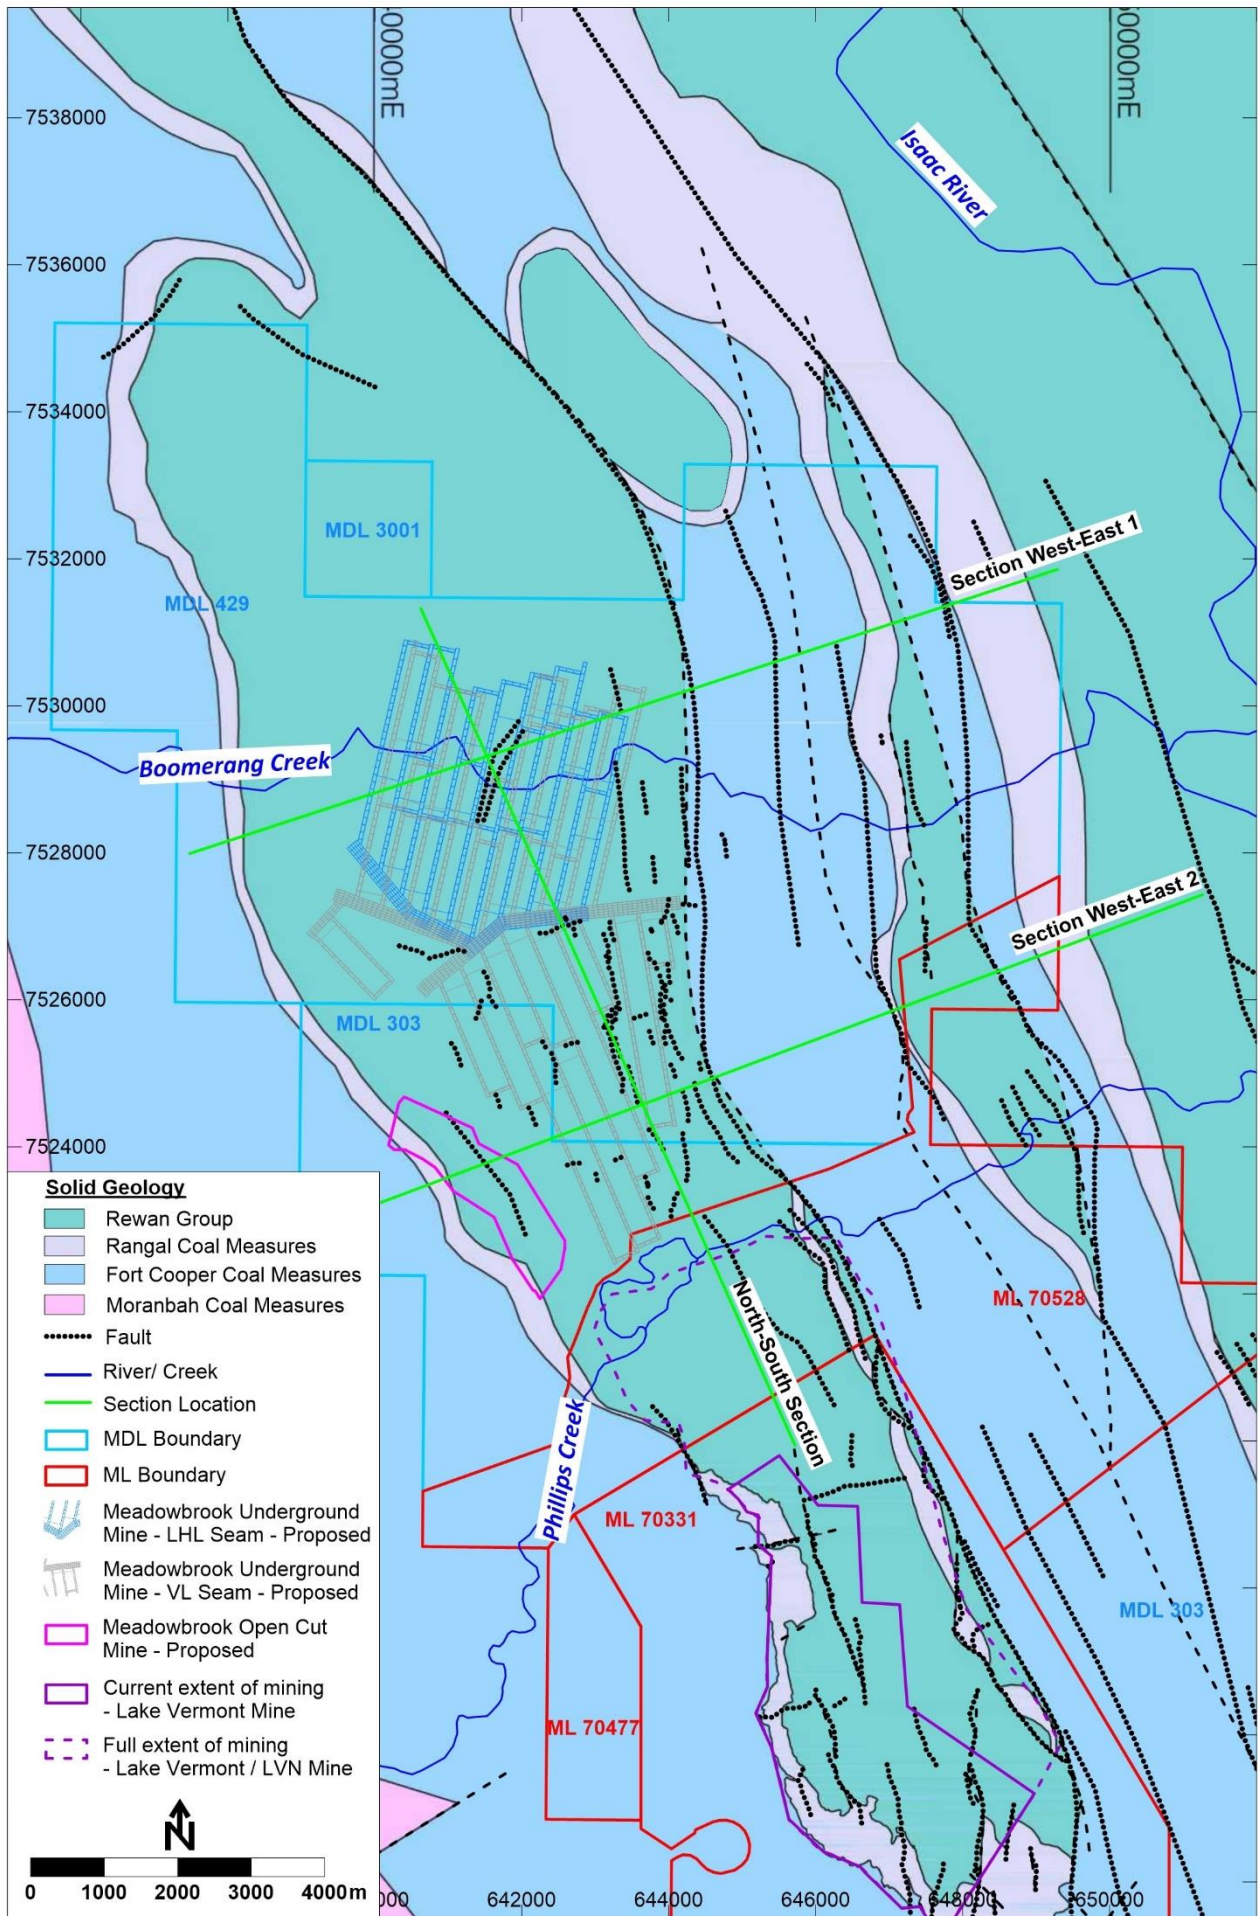 0000mE
0000mE
7538000
Isaac River
7536000
7534000
MDL 3001
7532000
Section West-East 1
MDL 429
7530000
Boomerang Creek
7528000
Section West-East 2
7526000
MDL 303
7524000
Solid Geology
Rewan Group
Rangal Coal Measures
Fort Cooper Coal Measures
Moranbah Coal Measures
Fault
River/ Creek
Section Location
MDL Boundary
ML Boundary
Meadowbrook Underground
Mine - LHL Seam - Proposed
Meadowbrook Underground
Mine - VL Seam - Proposed
Meadowbrook Open Cut
Mine - Proposed
Current extent of mining
- Lake Vermont Mine
Full extent of mining
- Lake Vermont / LVN Mine
N
0 1000 2000 3000 4000m
ML 70528
North-South Section
Phillips Creek
ML 70331
MDL 303
ML 70477
000 642000 644000 646000 648000 650000